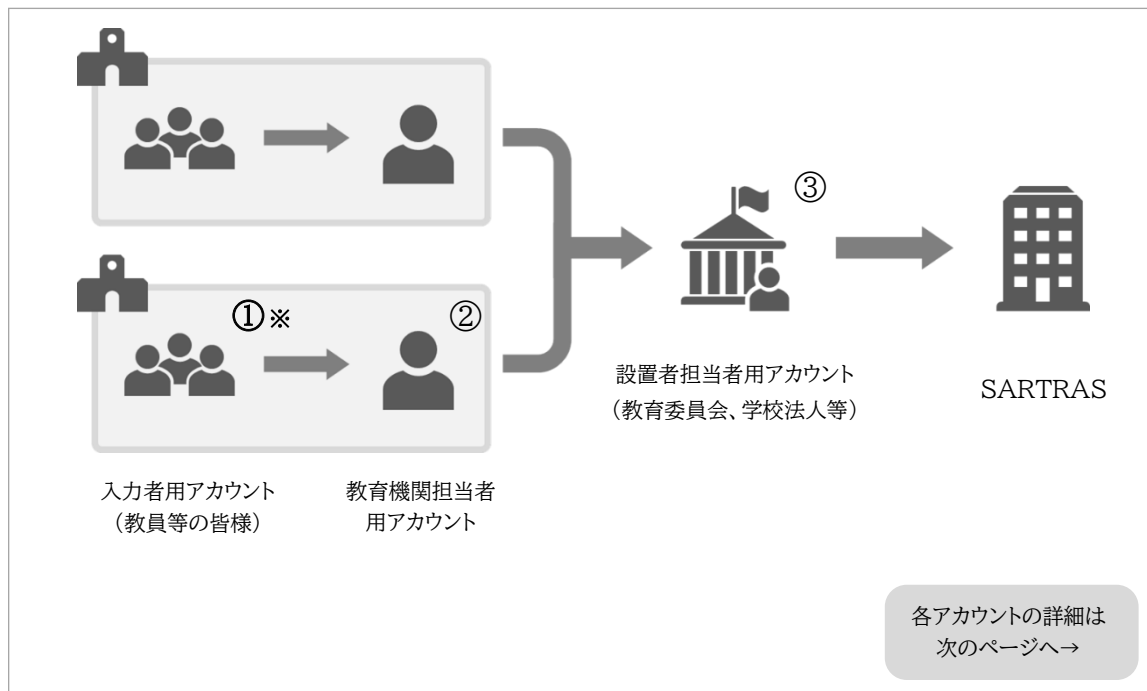 ③
①※
②
設置者担当者用アカウント
（教育委員会、学校法人等）
SARTRAS
入力者用アカウント
（教員等の皆様）
教育機関担当者
用アカウント
各アカウントの詳細は
次のページへ→